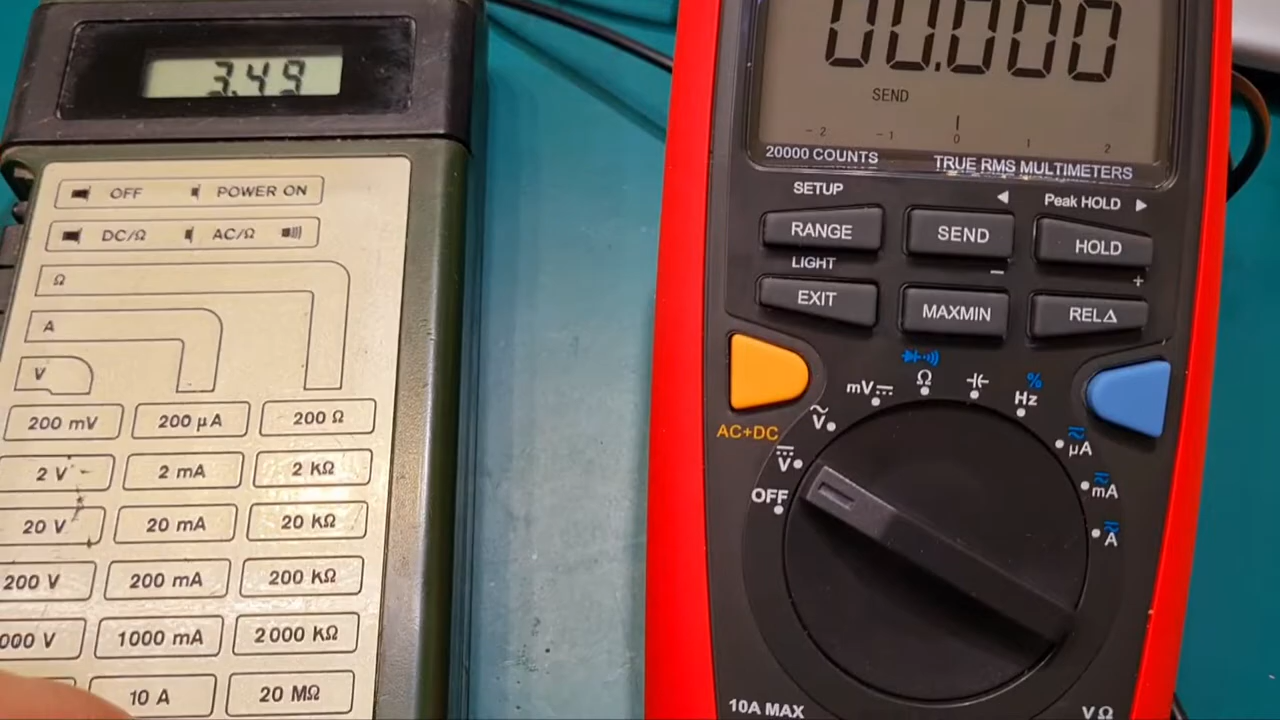 3.49
OFF POWER ON
DC/Ω AC/Ω
Ω
A
V
200 mV 200 µA 200 Ω
2 V 2 mA 2 kΩ
20 V 20 mA 20 kΩ
200 V 200 mA 200 kΩ
000 V 1000 mA 2000 kΩ
10 A 20 MΩ
00.000
SEND
-2 -1 0 1 2
20000 COUNTS TRUE RMS MULTIMETERS
SETUP ◀ Peak HOLD ▶
RANGE SEND HOLD
LIGHT − +
EXIT MAXMIN REL∆
mV Ω Hz %
V
AC+DC
V µA
OFF mA
A
10A MAX VΩ